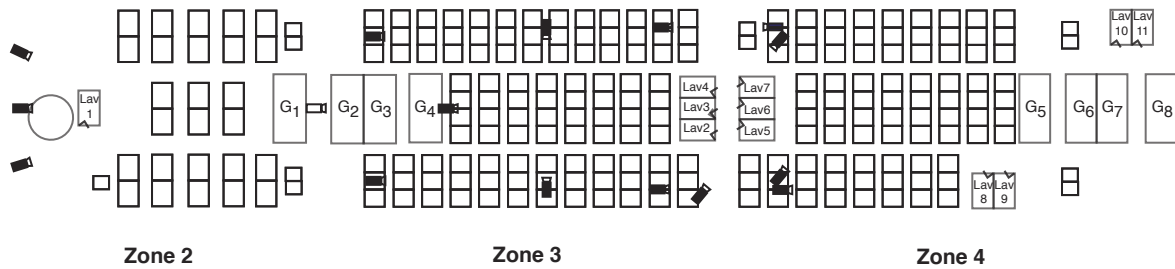 Lav
10
Lav
11
Lav
1
G1
G2
G3
G4
Lav4
Lav3
Lav2
Lav7
Lav6
Lav5
G5
G6
G7
G8
Lav
8
Lav
9
Zone 2
Zone 3
Zone 4